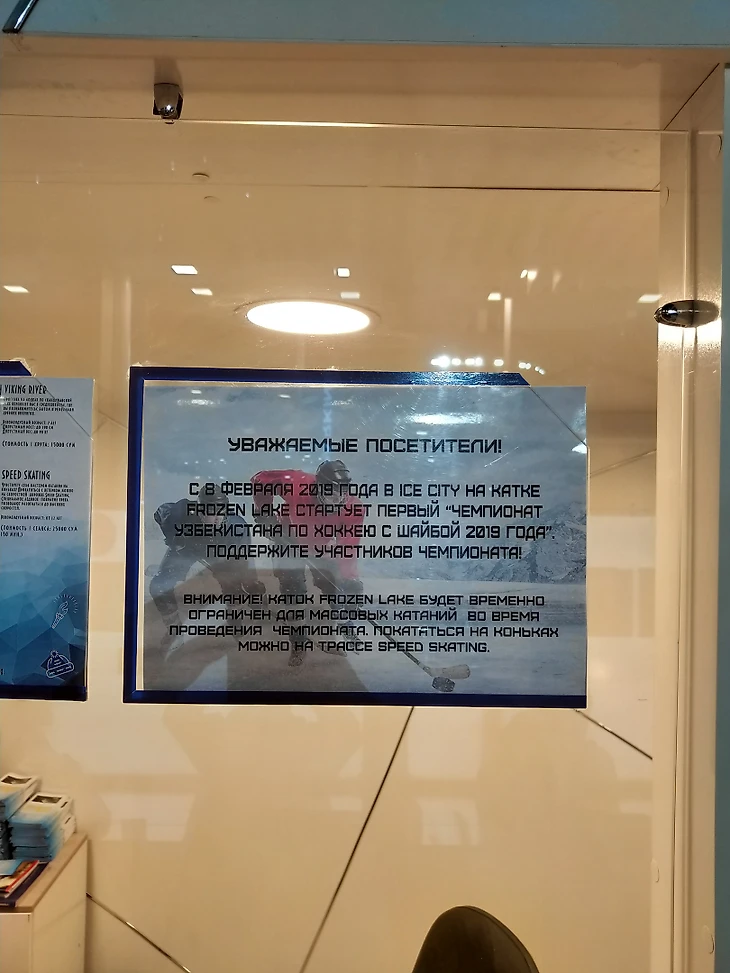 VIKING RIVER
SPEED SKATING
УВАЖАЕМЫЕ ПОСЕТИТЕЛИ!
С 8 ФЕВРАЛЯ 2019 ГОДА В ICE CITY НА КАТКЕ
FROZEN LAKE СТАРТУЕТ ПЕРВЫЙ “ЧЕМПИОНАТ
УЗБЕКИСТАНА ПО ХОККЕЮ С ШАЙБОЙ 2019 ГОДА”.
ПОДДЕРЖИТЕ УЧАСТНИКОВ ЧЕМПИОНАТА!
ВНИМАНИЕ! КАТОК FROZEN LAKE БУДЕТ ВРЕМЕННО
ОГРАНИЧЕН ДЛЯ МАССОВЫХ КАТАНИЙ ВО ВРЕМЯ
ПРОВЕДЕНИЯ ЧЕМПИОНАТА. ПОКАТАТЬСЯ НА КОНЬКАХ
МОЖНО НА ТРАССЕ SPEED SKATING.